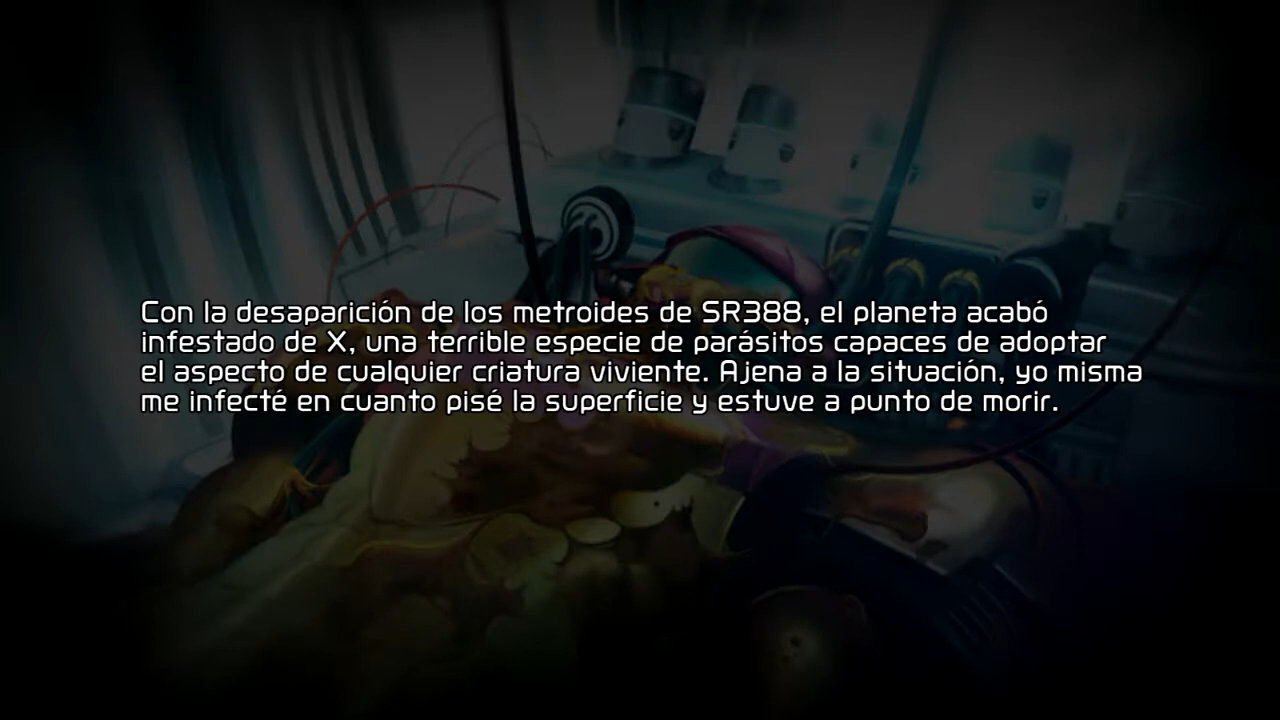 Con la desaparición de los metroides de SR388, el planeta acabó
infestado de X, una terrible especie de parásitos capaces de adoptar
el aspecto de cualquier criatura viviente. Ajena a la situación, yo misma
me infecté en cuanto pisé la superficie y estuve a punto de morir.